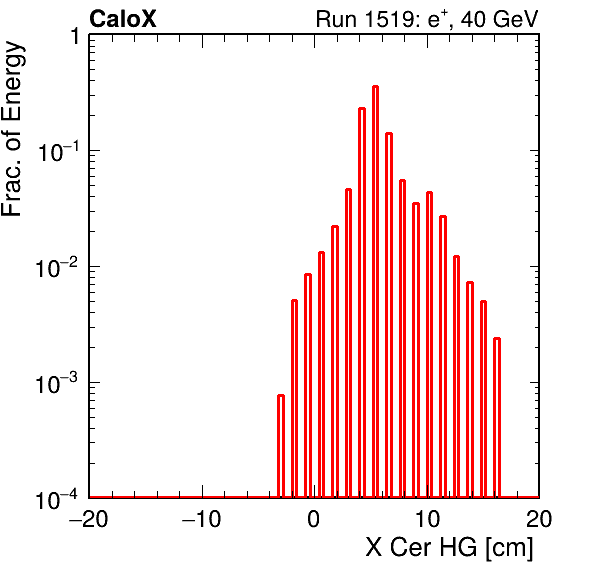 CaloX Run 1519: e⁺, 40 GeV
Frac. of Energy
1
10⁻¹
10⁻²
10⁻³
10⁻⁴
−20 −10 0 10 20
X Cer HG [cm]